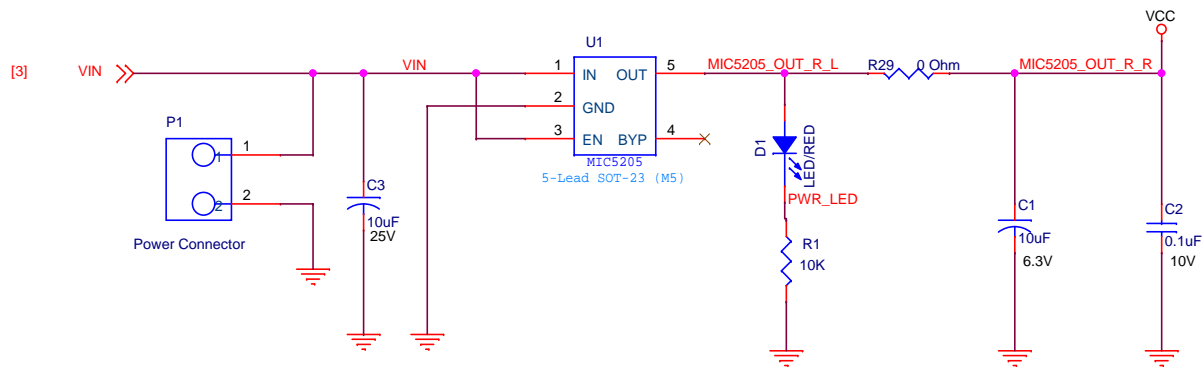 VCC
U1
[3]
VIN
VIN
1
IN
OUT
5
MIC5205_OUT_R_L
R29
0 Ohm
MIC5205_OUT_R_R
2
GND
P1
3
EN
BYP
4
1
1
MIC5205
5-Lead SOT-23 (M5)
D1
LED/RED
2
2
C3
10uF
25V
PWR_LED
C1
10uF
6.3V
C2
0.1uF
10V
Power Connector
R1
10K